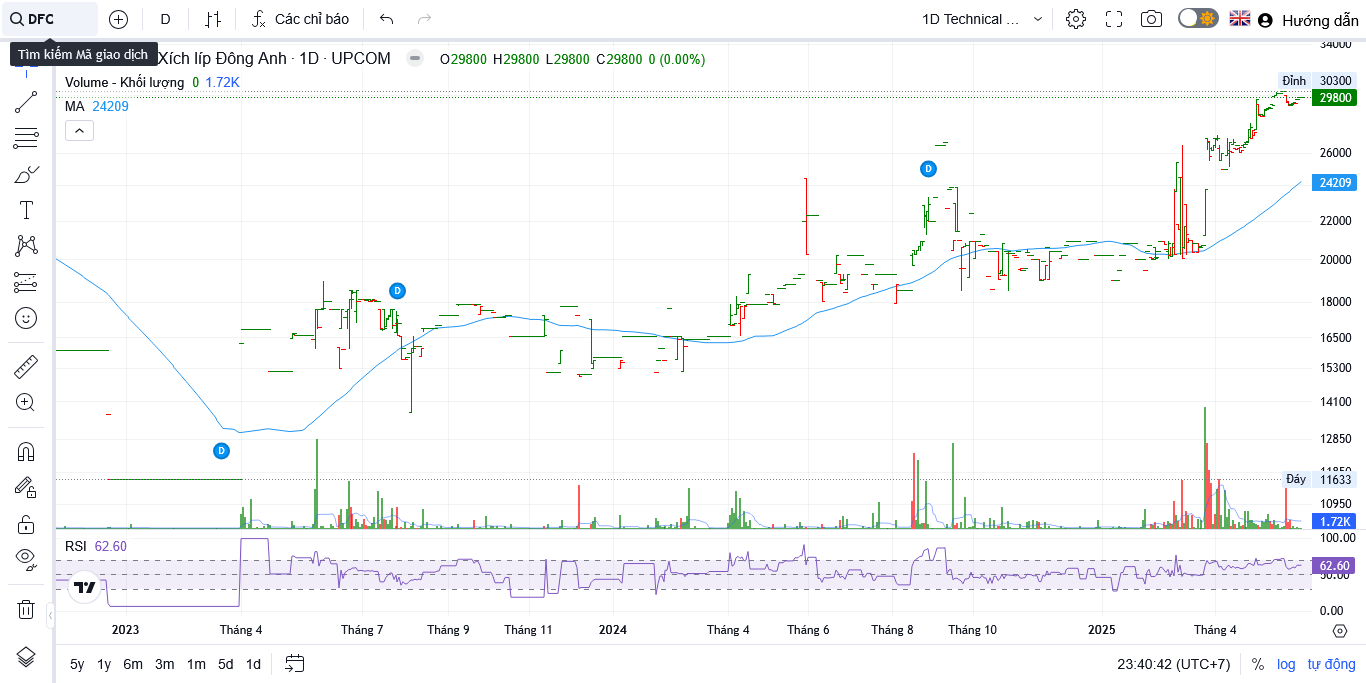 DFC
D
Các chỉ báo
1D Technical ...
Hướng dẫn
Tìm kiếm Mã giao dịch
Xích líp Đông Anh · 1D · UPCOM
O29800 H29800 L29800 C29800 0 (0.00%)
Volume - Khối lượng 0 1.72K
MA 24209
34000
Đỉnh 30300
29800
26000
24209
22000
20000
18000
16500
15300
14100
12850
11850
Đáy 11633
10950
1.72K
D
D
D
RSI 62.60
100.00
62.60
50.00
0.00
2023 Tháng 4 Tháng 7 Tháng 9 Tháng 11 2024 Tháng 4 Tháng 6 Tháng 8 Tháng 10 2025 Tháng 4
5y 1y 6m 3m 1m 5d 1d
23:40:42 (UTC+7) % log tự động